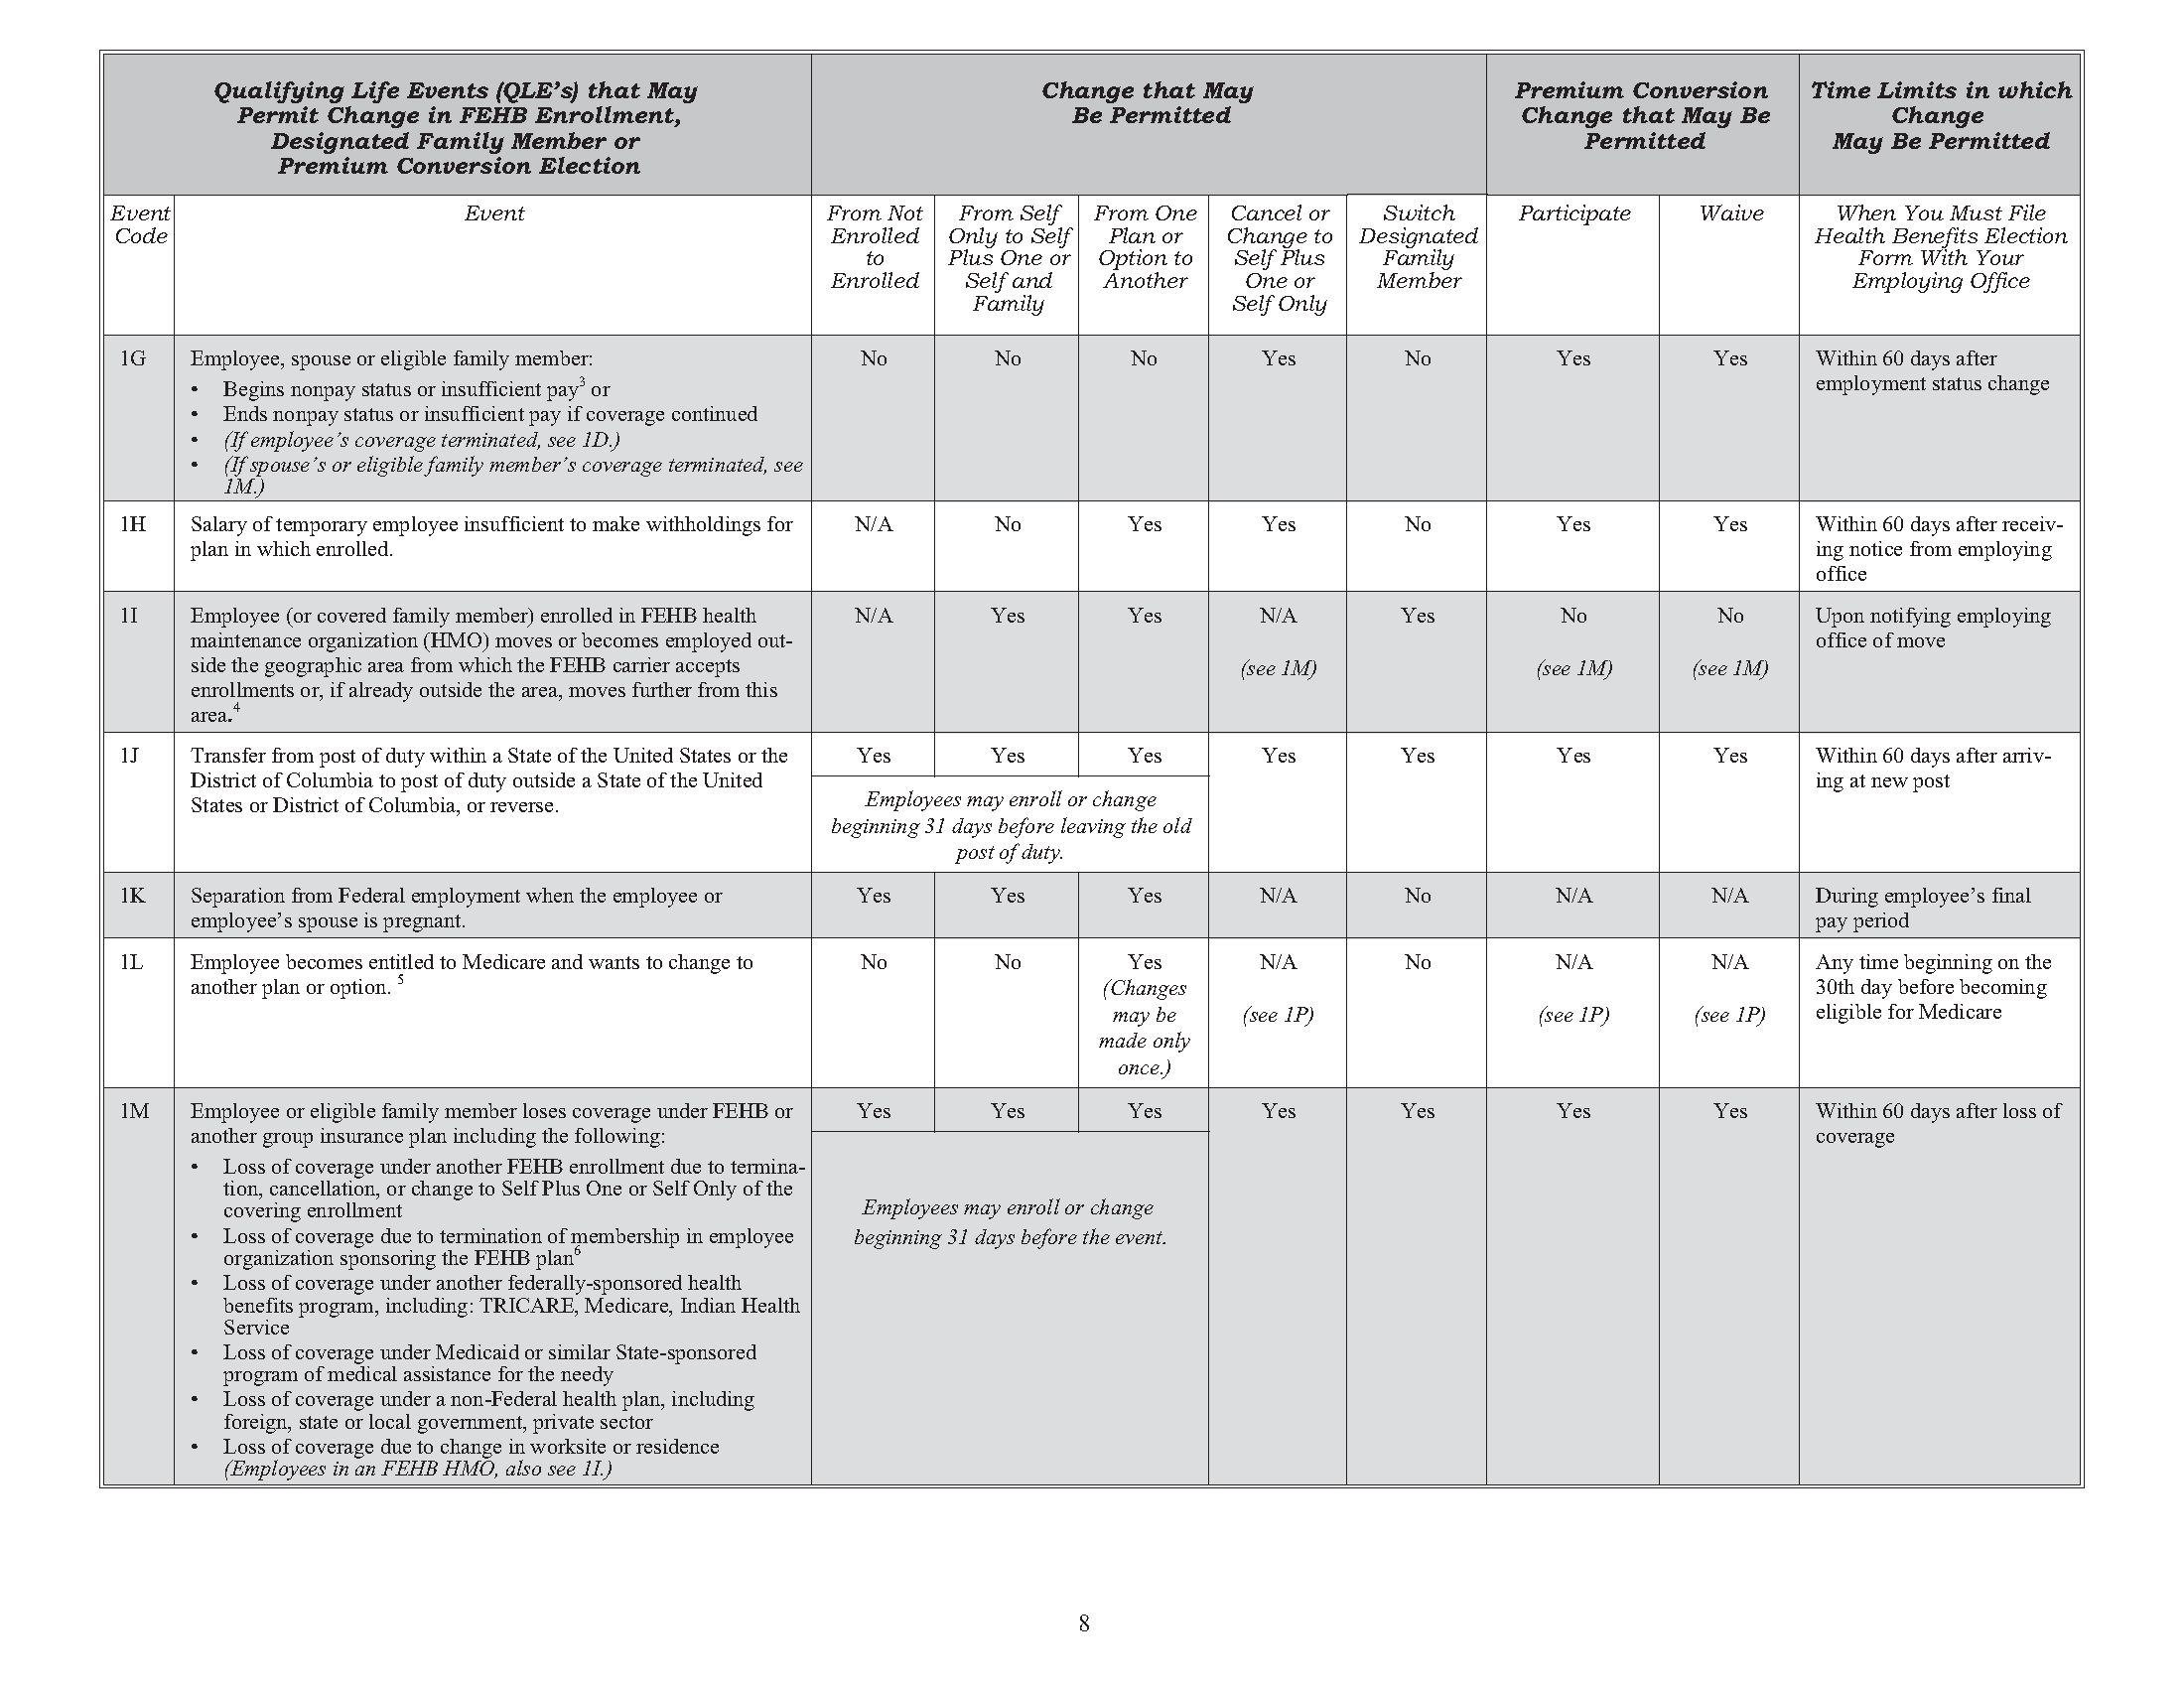 Qualifying Life Events (QLE's) that May
Permit Change in FEHB Enrollment,
Designated Family Member or
Premium Conversion Election
Change that May
Be Permitted
Premium Conversion
Change that May Be
Permitted
Time Limits in which
Change
May Be Permitted
Event
Code
Event
From Not
Enrolled
to
Enrolled
From Self
Only to Self
Plus One or
Self and
Family
From One
Plan or
Option to
Another
Cancel or
Change to
Self Plus
One or
Self Only
Switch
Designated
Family
Member
Participate
Waive
When You Must File
Health Benefits Election
Form With Your
Employing Office
1G
Employee, spouse or eligible family member:
• Begins nonpay status or insufficient pay3 or
• Ends nonpay status or insufficient pay if coverage continued
• (If employee's coverage terminated, see 1D.)
• (If spouse's or eligible family member's coverage terminated, see
1M.)
No
No
No
Yes
No
Yes
Yes
Within 60 days after
employment status change
1H
Salary of temporary employee insufficient to make withholdings for
plan in which enrolled.
N/A
No
Yes
Yes
No
Yes
Yes
Within 60 days after receiv-
ing notice from employing
office
1I
Employee (or covered family member) enrolled in FEHB health
maintenance organization (HMO) moves or becomes employed out-
side the geographic area from which the FEHB carrier accepts
enrollments or, if already outside the area, moves further from this
area.4
N/A
Yes
Yes
N/A
(see 1M)
Yes
No
(see 1M)
No
(see 1M)
Upon notifying employing
office of move
1J
Transfer from post of duty within a State of the United States or the
District of Columbia to post of duty outside a State of the United
States or District of Columbia, or reverse.
Yes
Yes
Yes
Employees may enroll or change
beginning 31 days before leaving the old
post of duty.
Yes
Yes
Yes
Yes
Within 60 days after arriv-
ing at new post
1K
Separation from Federal employment when the employee or
employee's spouse is pregnant.
Yes
Yes
Yes
N/A
No
N/A
N/A
During employee's final
pay period
1L
Employee becomes entitled to Medicare and wants to change to
another plan or option. 5
No
No
Yes
(Changes
may be
made only
once.)
N/A
(see 1P)
No
N/A
(see 1P)
N/A
(see 1P)
Any time beginning on the
30th day before becoming
eligible for Medicare
1M
Employee or eligible family member loses coverage under FEHB or
another group insurance plan including the following:
• Loss of coverage under another FEHB enrollment due to termina-
tion, cancellation, or change to Self Plus One or Self Only of the
covering enrollment
• Loss of coverage due to termination of membership in employee
organization sponsoring the FEHB plan6
• Loss of coverage under another federally-sponsored health
benefits program, including: TRICARE, Medicare, Indian Health
Service
• Loss of coverage under Medicaid or similar State-sponsored
program of medical assistance for the needy
• Loss of coverage under a non-Federal health plan, including
foreign, state or local government, private sector
• Loss of coverage due to change in worksite or residence
(Employees in an FEHB HMO, also see 1I.)
Yes
Yes
Yes
Employees may enroll or change
beginning 31 days before the event.
Yes
Yes
Yes
Yes
Within 60 days after loss of
coverage
8